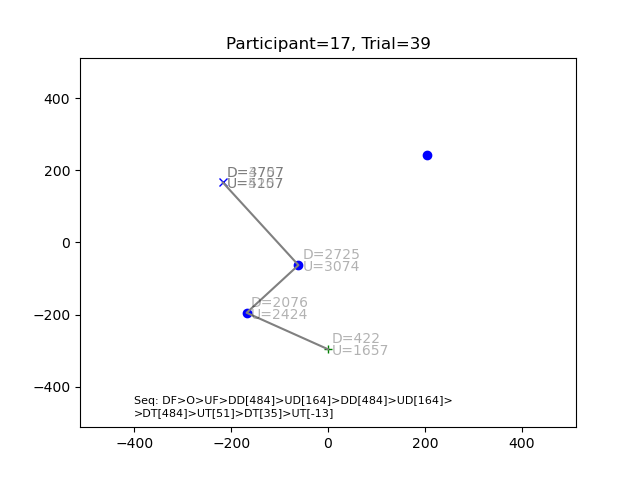 Participant=17, Trial=39
400
200
0
−200
−400
D=2725
U=3074
D=2076
U=2424
D=422
U=1657
Seq: DF>O>UF>DD[484]>UD[164]>DD[484]>UD[164]>
>DT[484]>UT[51]>DT[35]>UT[-13]
−400 −200 0 200 400